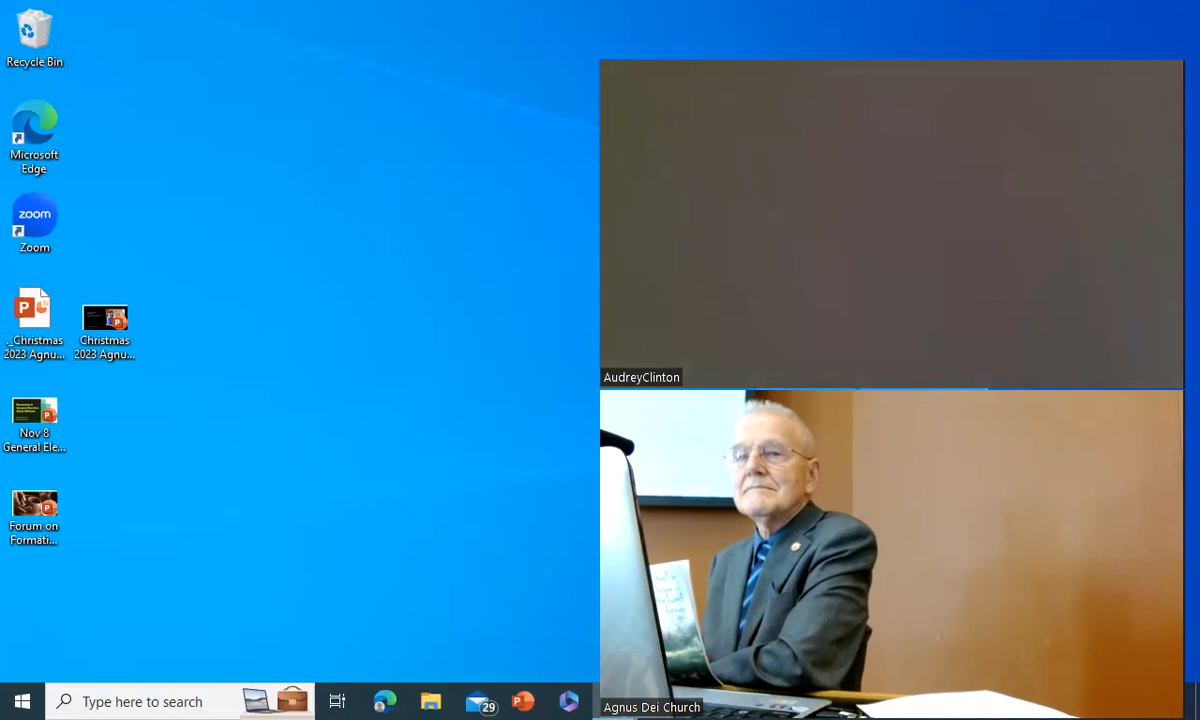 Recycle Bin
Microsoft
Edge
zoom
Zoom
._Christmas
2023 Agnu...
Christmas
2023 Agnu...
Nov 8
General Ele...
Forum on
Formati...
AudreyClinton
Agnus Dei Church
Type here to search
29